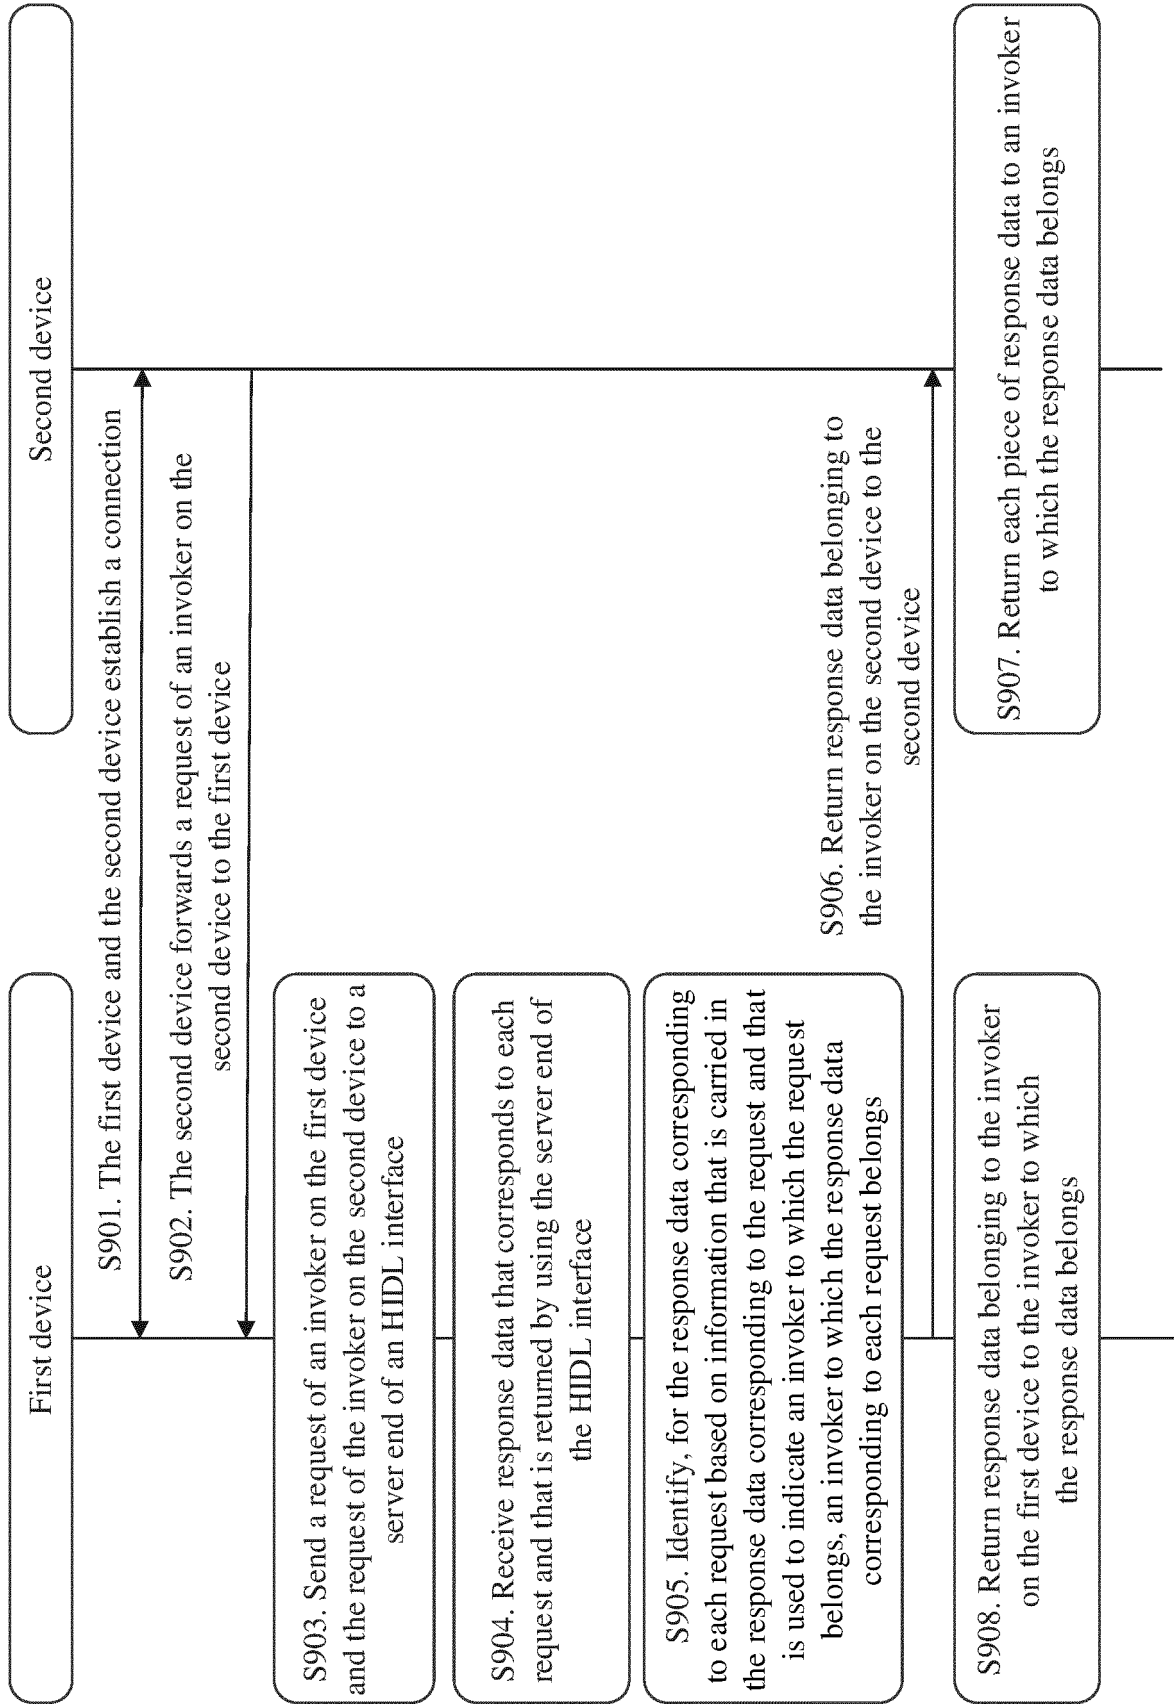 First device
Second device
S901. The first device and the second device establish a connection
S902. The second device forwards a request of an invoker on the
second device to the first device
S903. Send a request of an invoker on the first device
and the request of the invoker on the second device to a
server end of an HIDL interface
S904. Receive response data that corresponds to each
request and that is returned by using the server end of
the HIDL interface
S905. Identify, for the response data corresponding
to each request based on information that is carried in
the response data corresponding to the request and that
is used to indicate an invoker to which the request
belongs, an invoker to which the response data
corresponding to each request belongs
S906. Return response data belonging to
the invoker on the second device to the
second device
S907. Return each piece of response data to an invoker
to which the response data belongs
S908. Return response data belonging to the invoker
on the first device to the invoker to which
the response data belongs